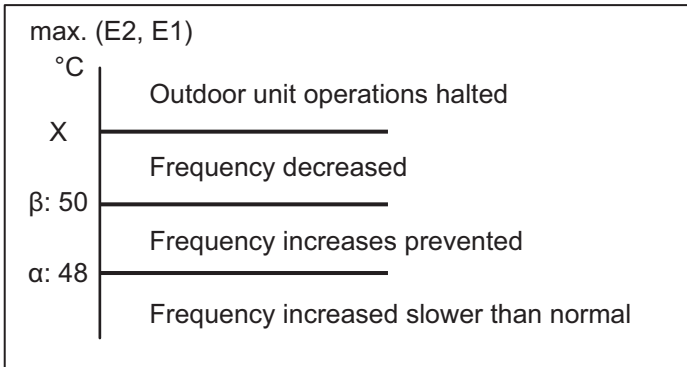 max. (E2, E1)
°C
Outdoor unit operations halted
X
Frequency decreased
β: 50
Frequency increases prevented
α: 48
Frequency increased slower than normal